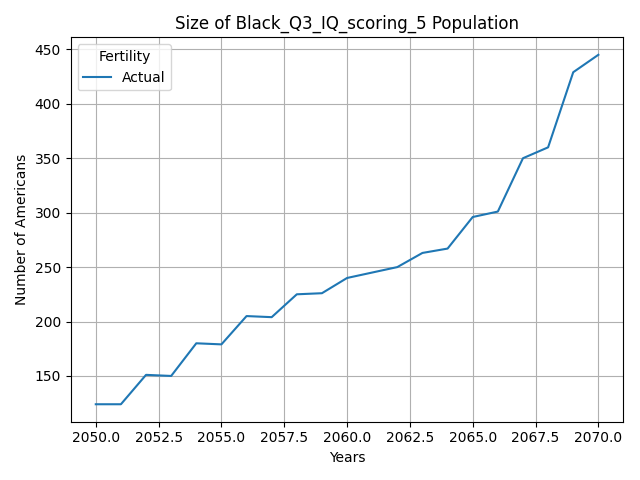 Size of Black_Q3_IQ_scoring_5 Population
Fertility
Actual
Number of Americans
450
400
350
300
250
200
150
2050.0 2052.5 2055.0 2057.5 2060.0 2062.5 2065.0 2067.5 2070.0
Years